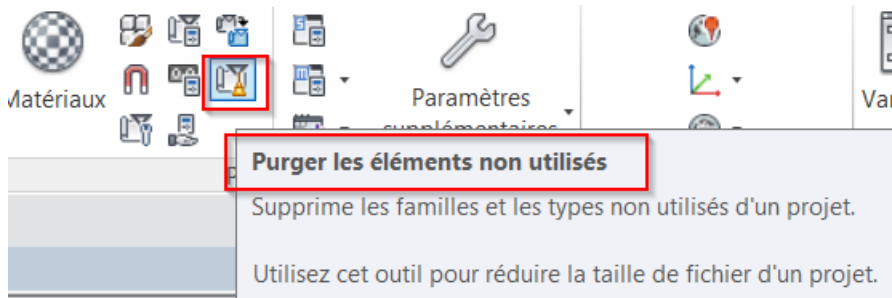 Matériaux
Paramètres
supplémentaires
Purger les éléments non utilisés
Supprime les familles et les types non utilisés d'un projet.
Utilisez cet outil pour réduire la taille de fichier d'un projet.